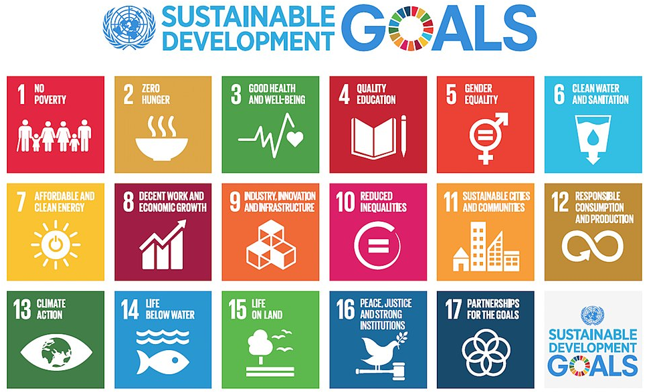 SUSTAINABLE
DEVELOPMENT
GOALS
1 NO
POVERTY
2 ZERO
HUNGER
3 GOOD HEALTH
AND WELL-BEING
4 QUALITY
EDUCATION
5 GENDER
EQUALITY
6 CLEAN WATER
AND SANITATION
7 AFFORDABLE AND
CLEAN ENERGY
8 DECENT WORK AND
ECONOMIC GROWTH
9 INDUSTRY, INNOVATION
AND INFRASTRUCTURE
10 REDUCED
INEQUALITIES
11 SUSTAINABLE CITIES
AND COMMUNITIES
12 RESPONSIBLE
CONSUMPTION
AND PRODUCTION
13 CLIMATE
ACTION
14 LIFE
BELOW WATER
15 LIFE
ON LAND
16 PEACE, JUSTICE
AND STRONG
INSTITUTIONS
17 PARTNERSHIPS
FOR THE GOALS
SUSTAINABLE
DEVELOPMENT
GOALS